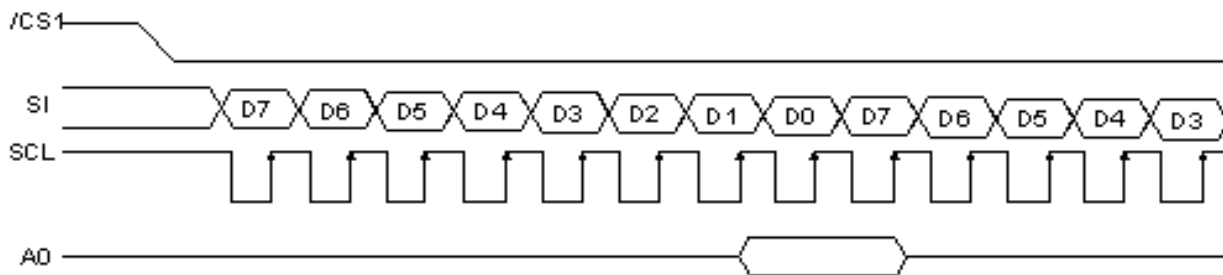 /CS1
SI D7 D6 D5 D4 D3 D2 D1 D0 D7 D6 D5 D4 D3
SCL
A0